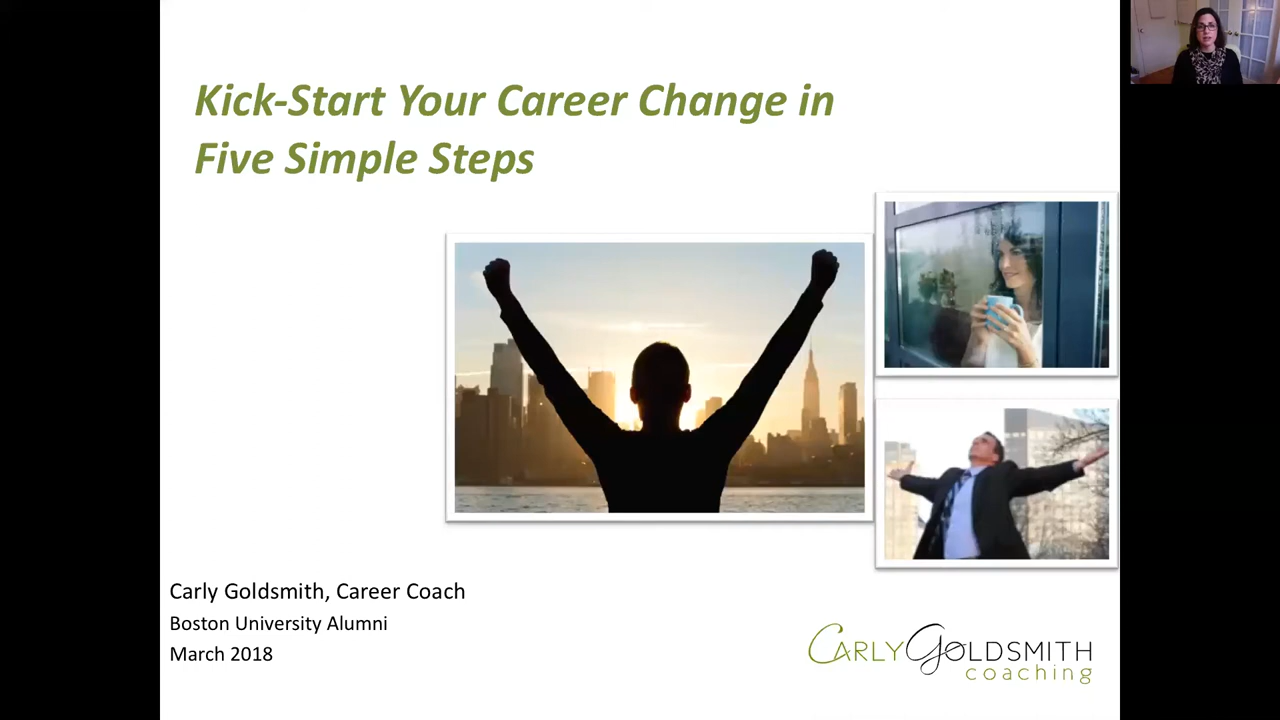 Kick-Start Your Career Change in
Five Simple Steps
Carly Goldsmith, Career Coach
Boston University Alumni
March 2018
CARLY GOLDSMITH
coaching